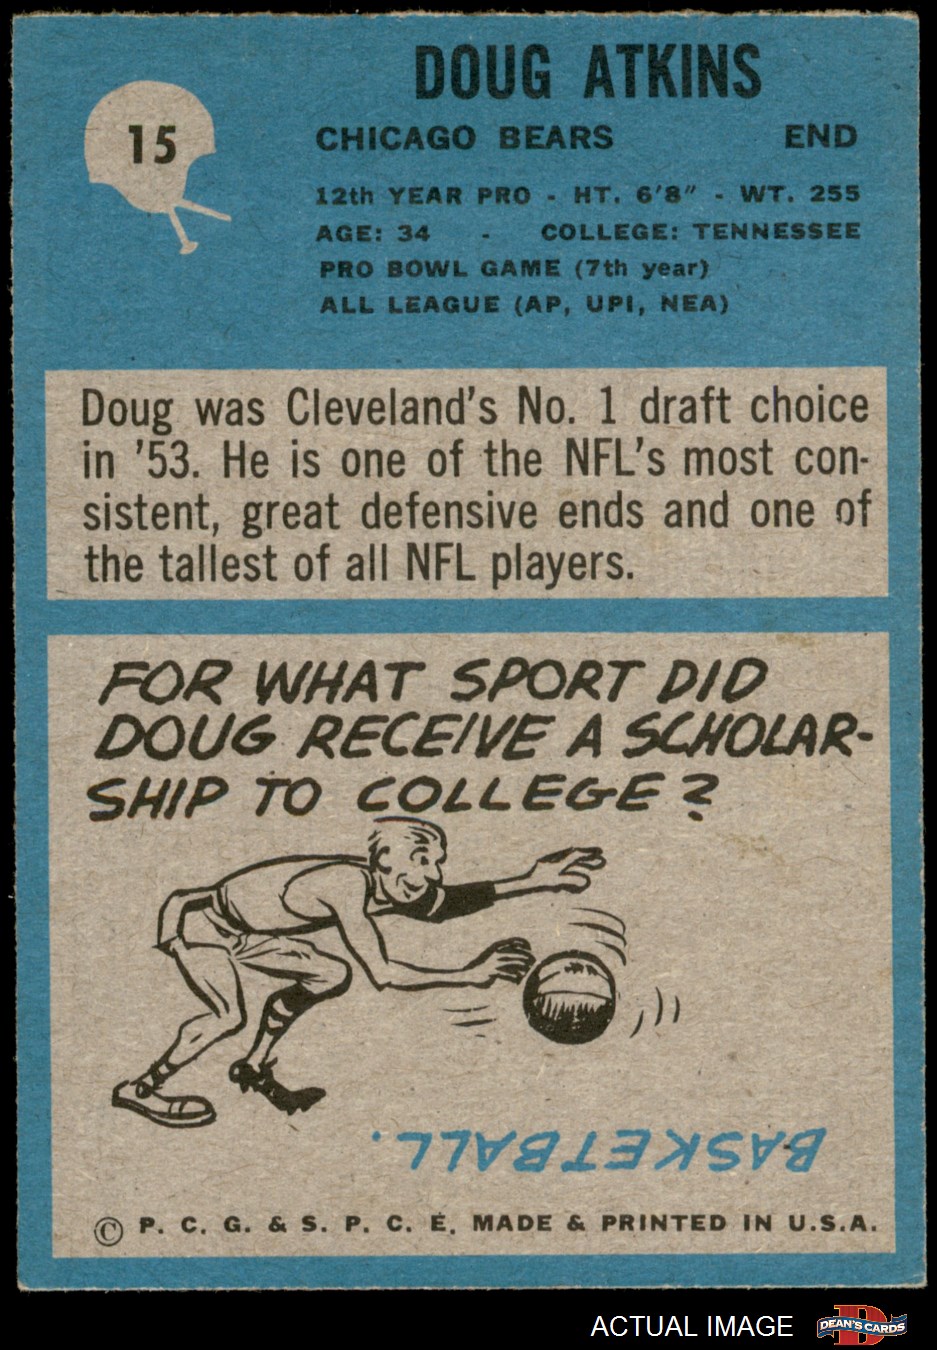 DOUG ATKINS
15
CHICAGO BEARS END
12th YEAR PRO - HT. 6'8" - WT. 255
AGE: 34 - COLLEGE: TENNESSEE
PRO BOWL GAME (7th year)
ALL LEAGUE (AP, UPI, NEA)
Doug was Cleveland's No. 1 draft choice
in '53. He is one of the NFL's most con-
sistent, great defensive ends and one of
the tallest of all NFL players.
FOR WHAT SPORT DID
DOUG RECEIVE A SCHOLAR-
SHIP TO COLLEGE?
BASKETBALL.
© P. C. G. & S. P. C. E. MADE & PRINTED IN U.S.A.
ACTUAL IMAGE
D
DEAN'S CARDS